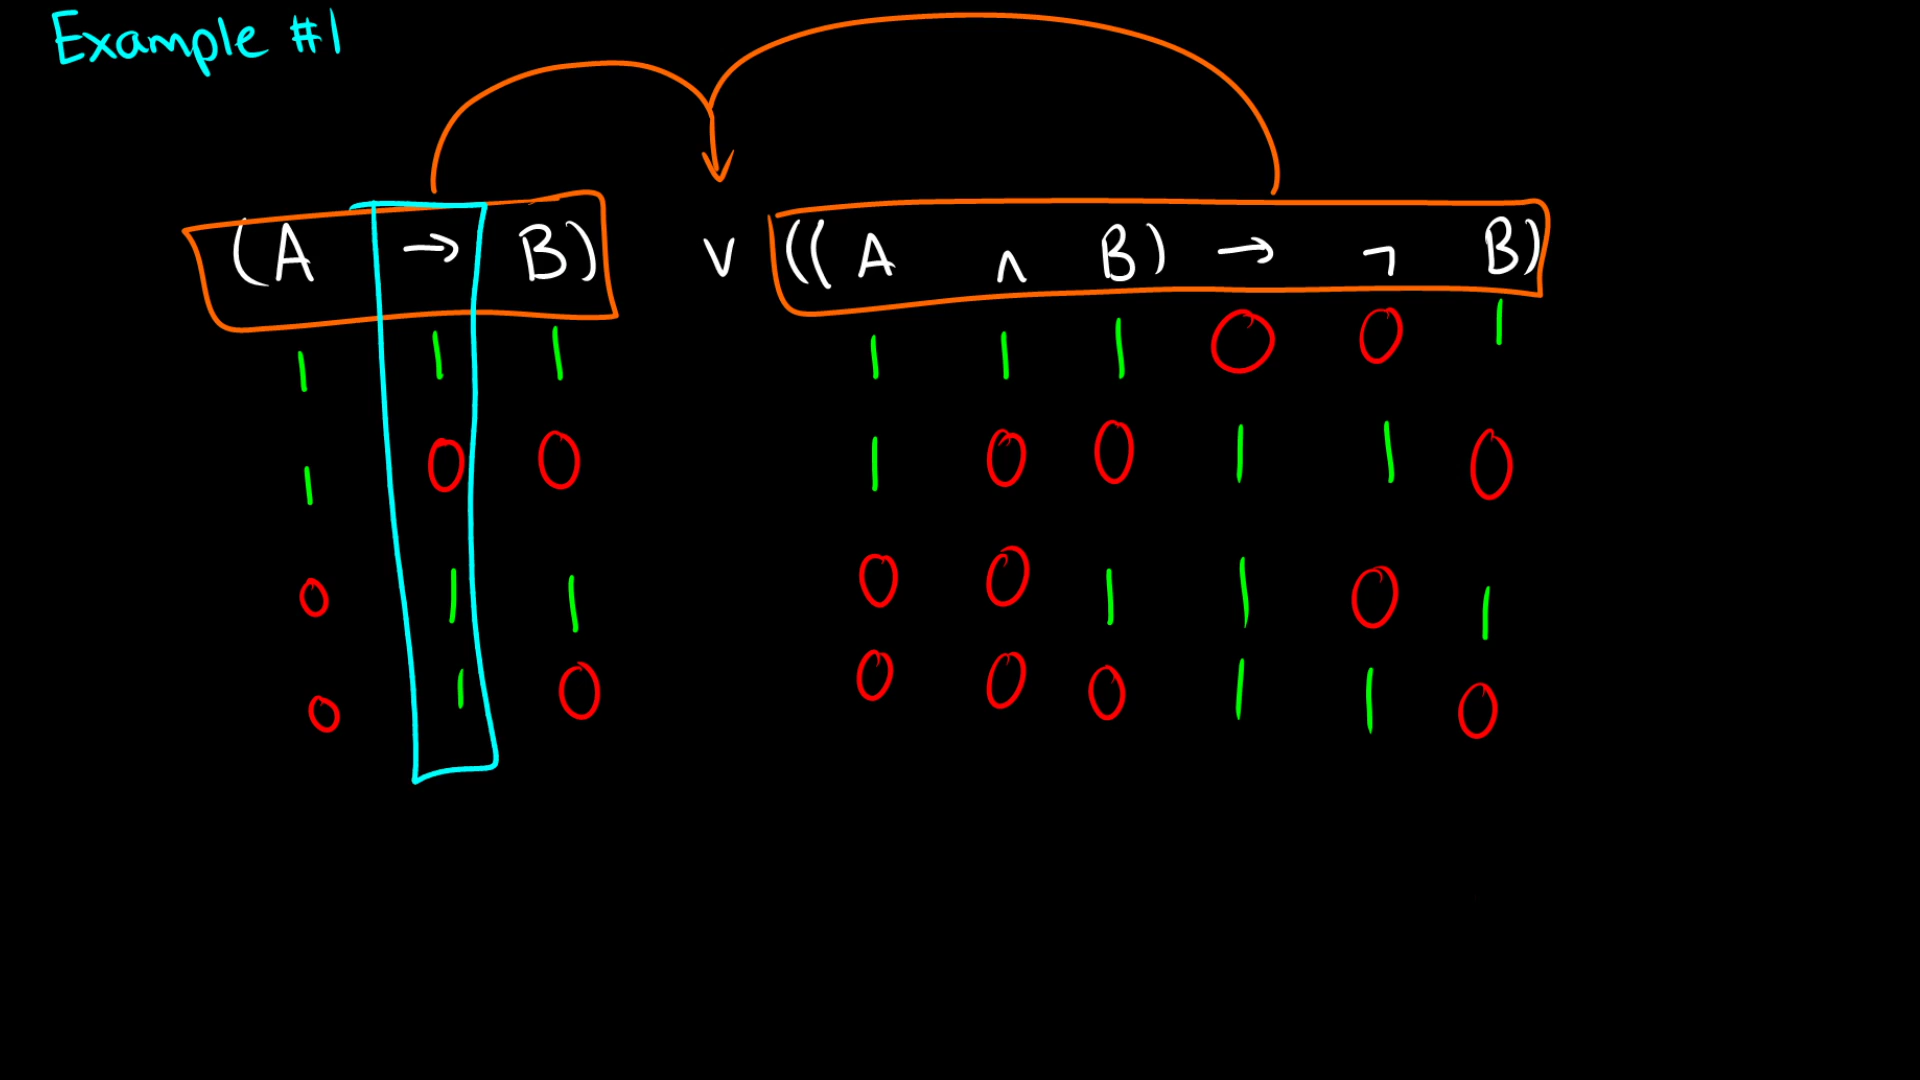 Example #1
(A → B) ∨ ((A ∧ B) → ¬ B)
1 1 1 1 1 1 0 0 1
1 0 0 1 0 0 1 1 0
0 1 1 0 0 1 1 0 1
0 1 0 0 0 0 1 1 0